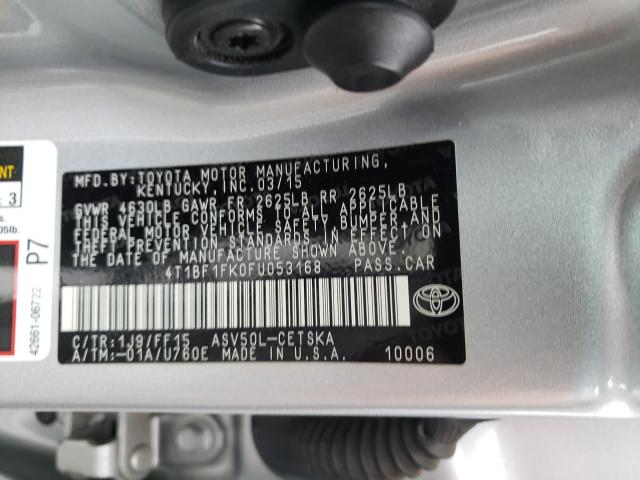 MFD.BY:TOYOTA MOTOR MANUFACTURING,
KENTUCKY, INC.03/15
GVWR 4630LB GAWR FR 2625LB RR 2625LB
THIS VEHICLE CONFORMS TO ALL APPLICABLE
FEDERAL MOTOR VEHICLE SAFETY BUMPER AND
THEFT PREVENTION STANDARDS IN EFFECT ON
THE DATE OF MANUFACTURE SHOWN ABOVE.
4T1BF1FK0FU053168 PASS.CAR
C/TR:1J9/FF15 ASV50L-CETSKA
A/TM:-01A/U760E MADE IN U.S.A. 10006
TOYOTA
3
P7
42661-06722